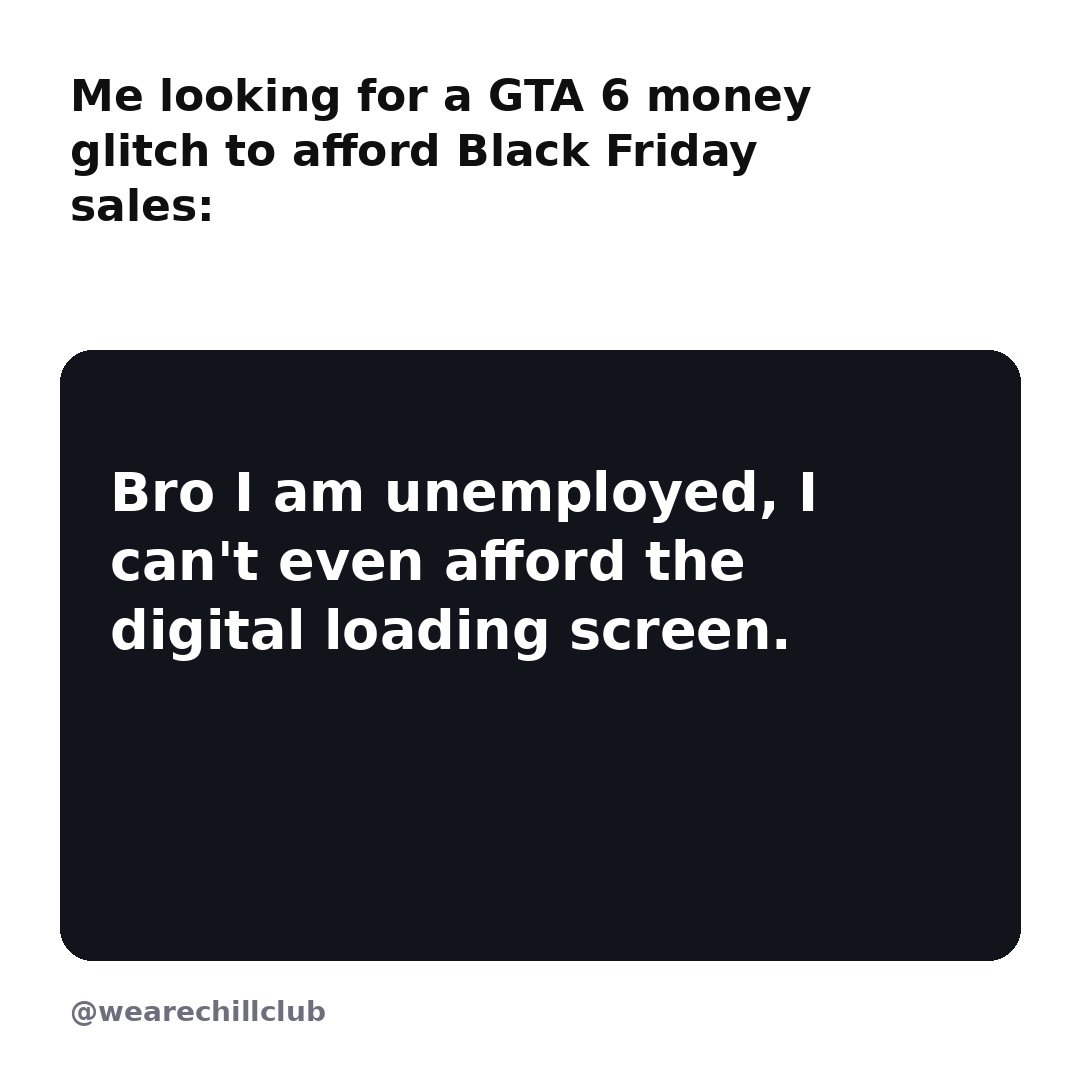 Me looking for a GTA 6 money
glitch to afford Black Friday
sales:
Bro I am unemployed, I
can't even afford the
digital loading screen.
@wearechillclub